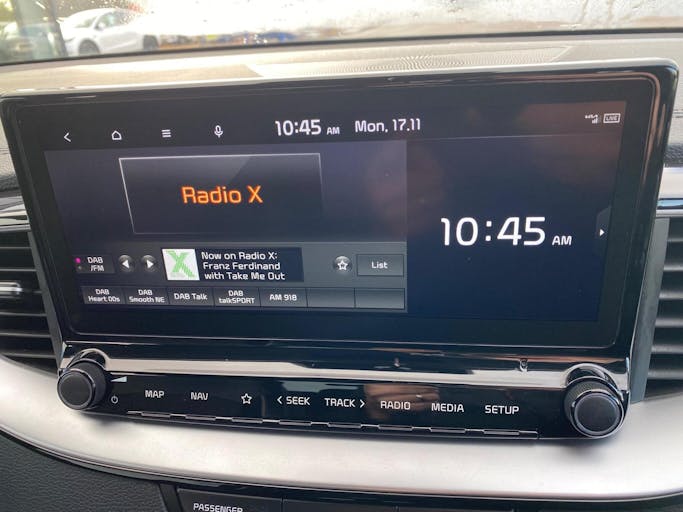 10:45 AM Mon, 17.11
LIVE
Radio X
10:45 AM
DAB
/FM
Now on Radio X:
Franz Ferdinand
with Take Me Out
List
DAB
Heart 00s
DAB
Smooth NE
DAB Talk
DAB
talkSPORT
AM 918
MAP
NAV
< SEEK
TRACK >
RADIO
MEDIA
SETUP
PASSENGER